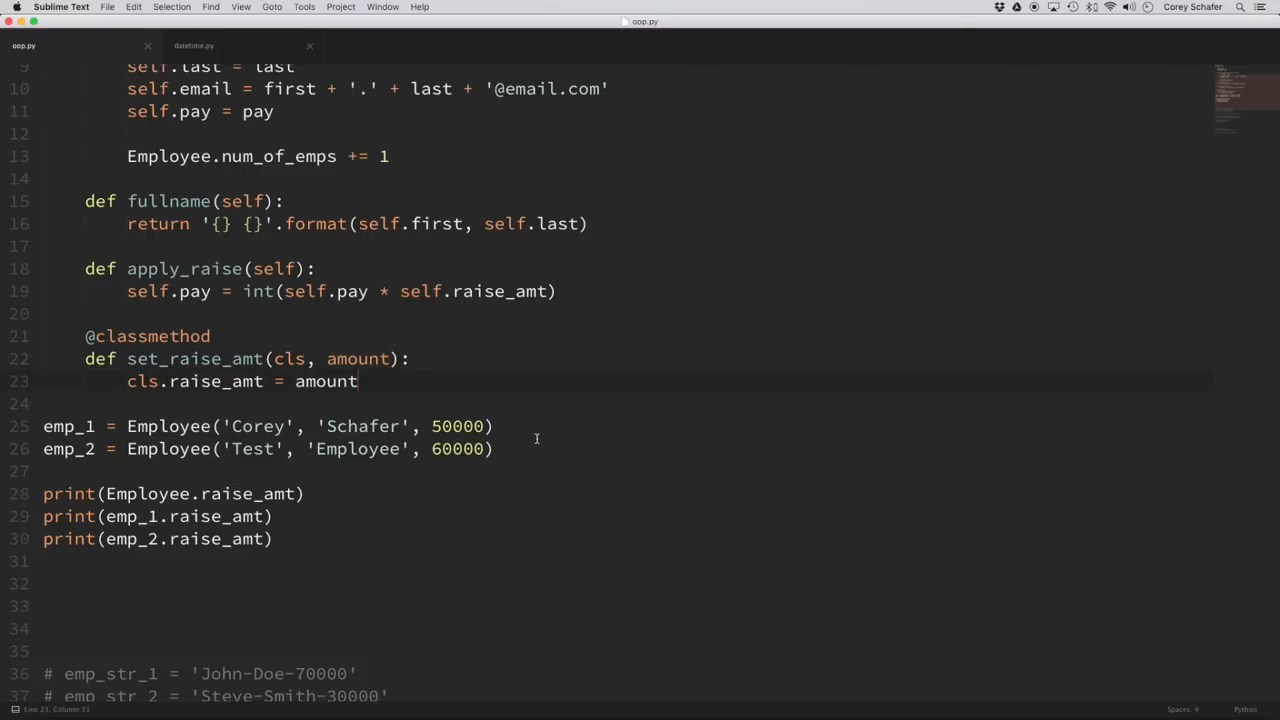 Sublime Text File Edit Selection Find View Goto Tools Project Window Help Corey Schafer
oop.py
oop.py datetime.py
9 self.last = last
10 self.email = first + '.' + last + '@email.com'
11 self.pay = pay
12
13 Employee.num_of_emps += 1
14
15 def fullname(self):
16 return '{} {}'.format(self.first, self.last)
17
18 def apply_raise(self):
19 self.pay = int(self.pay * self.raise_amt)
20
21 @classmethod
22 def set_raise_amt(cls, amount):
23 cls.raise_amt = amount
24
25 emp_1 = Employee('Corey', 'Schafer', 50000)
26 emp_2 = Employee('Test', 'Employee', 60000)
27
28 print(Employee.raise_amt)
29 print(emp_1.raise_amt)
30 print(emp_2.raise_amt)
31
32
33
34
35
36 # emp_str_1 = 'John-Doe-70000'
37 # emp_str_2 = 'Steve-Smith-30000'
Line 23, Column 31 Spaces: 4 Python